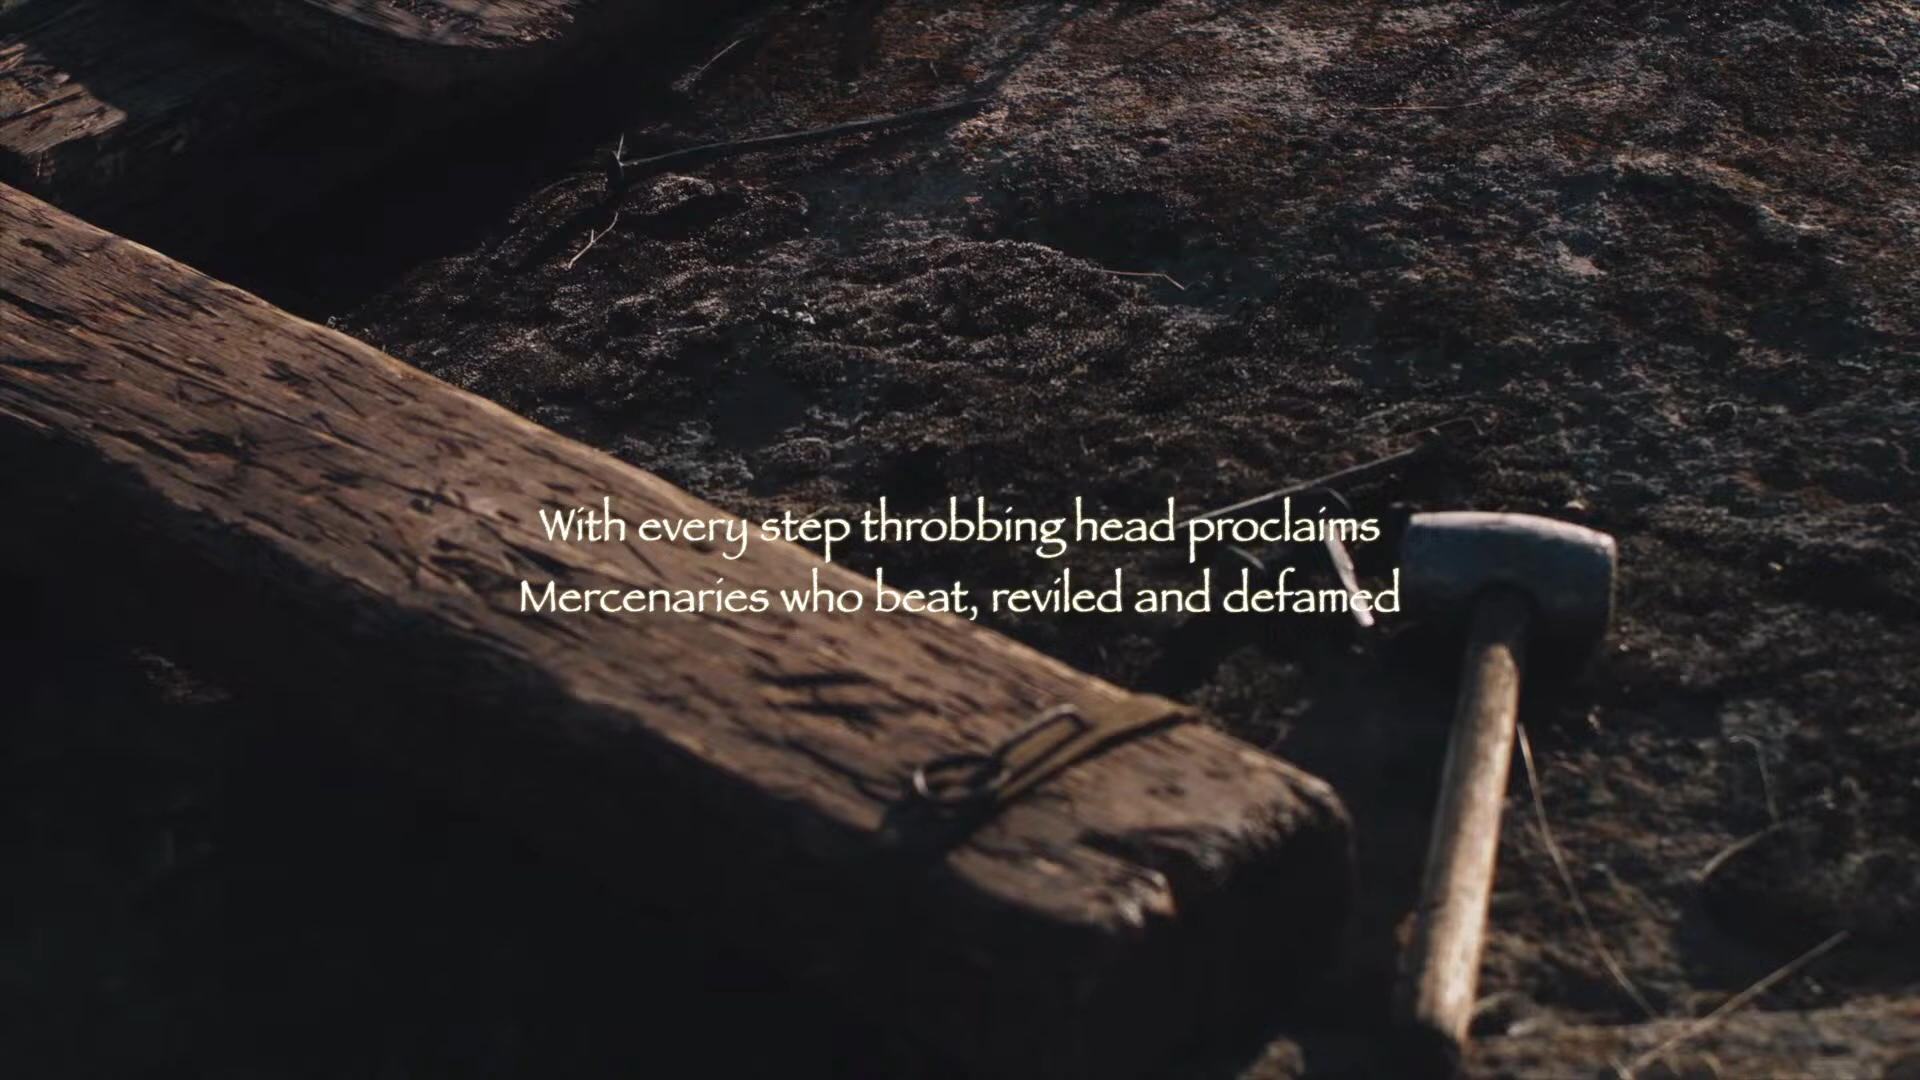 With every step throbbing head proclaims
Mercenaries who beat, reviled and defamed